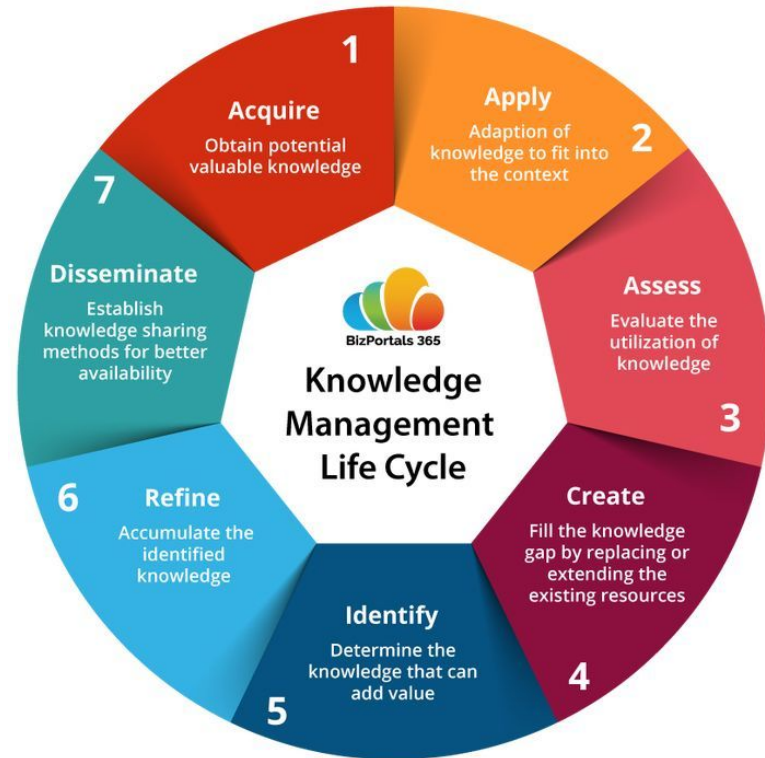 1
Acquire
Obtain potential
valuable knowledge
Apply
Adaption of
knowledge to fit into
the context
2
Assess
Evaluate the
utilization of
knowledge
3
Create
Fill the knowledge
gap by replacing or
extending the
existing resources
4
Identify
Determine the
knowledge that can
add value
5
6
Refine
Accumulate the
identified
knowledge
7
Disseminate
Establish
knowledge sharing
methods for better
availability
BizPortals 365
Knowledge
Management
Life Cycle